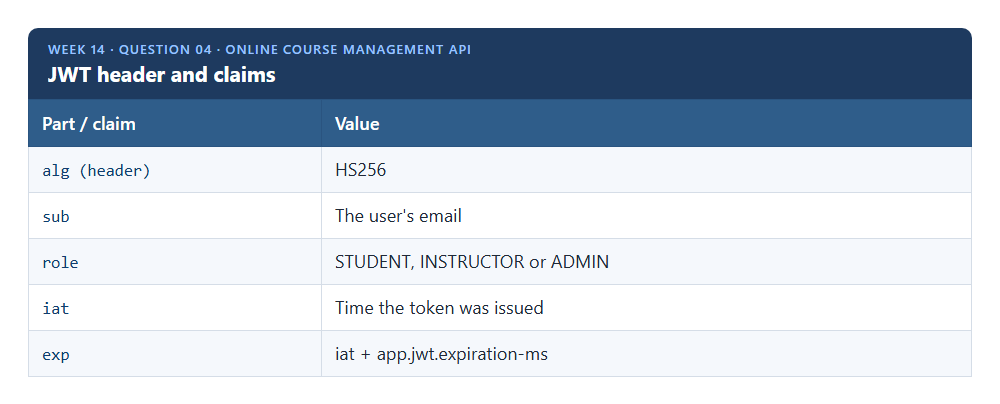 WEEK 14 · QUESTION 04 · ONLINE COURSE MANAGEMENT API
JWT header and claims
Part / claim Value
alg (header) HS256
sub The user's email
role STUDENT, INSTRUCTOR or ADMIN
iat Time the token was issued
exp iat + app.jwt.expiration-ms